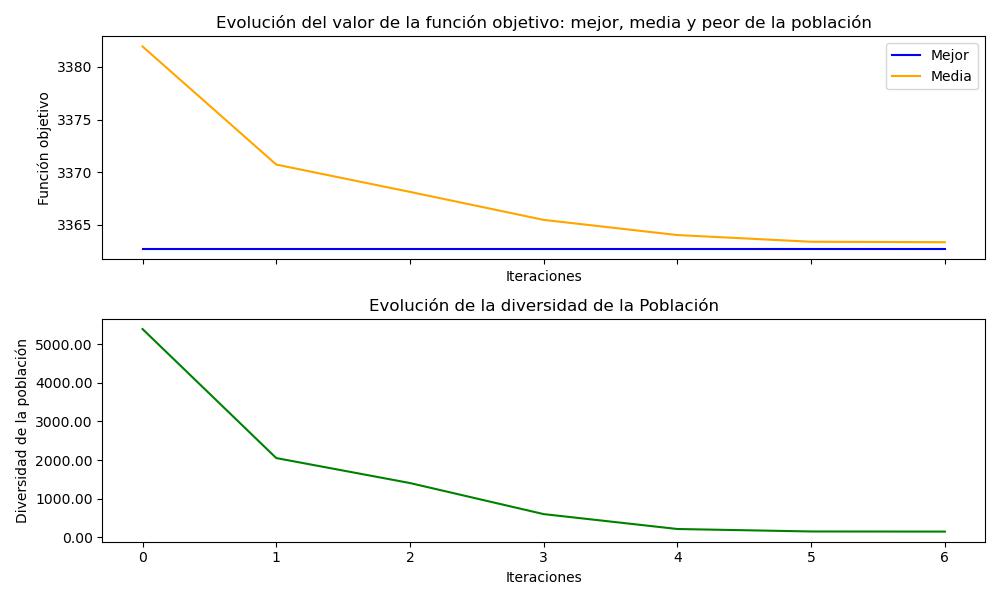 Evolución del valor de la función objetivo: mejor, media y peor de la población
Mejor
Media
Función objetivo
3380
3375
3370
3365
Iteraciones
Evolución de la diversidad de la Población
Diversidad de la población
5000.00
4000.00
3000.00
2000.00
1000.00
0.00
0 1 2 3 4 5 6
Iteraciones